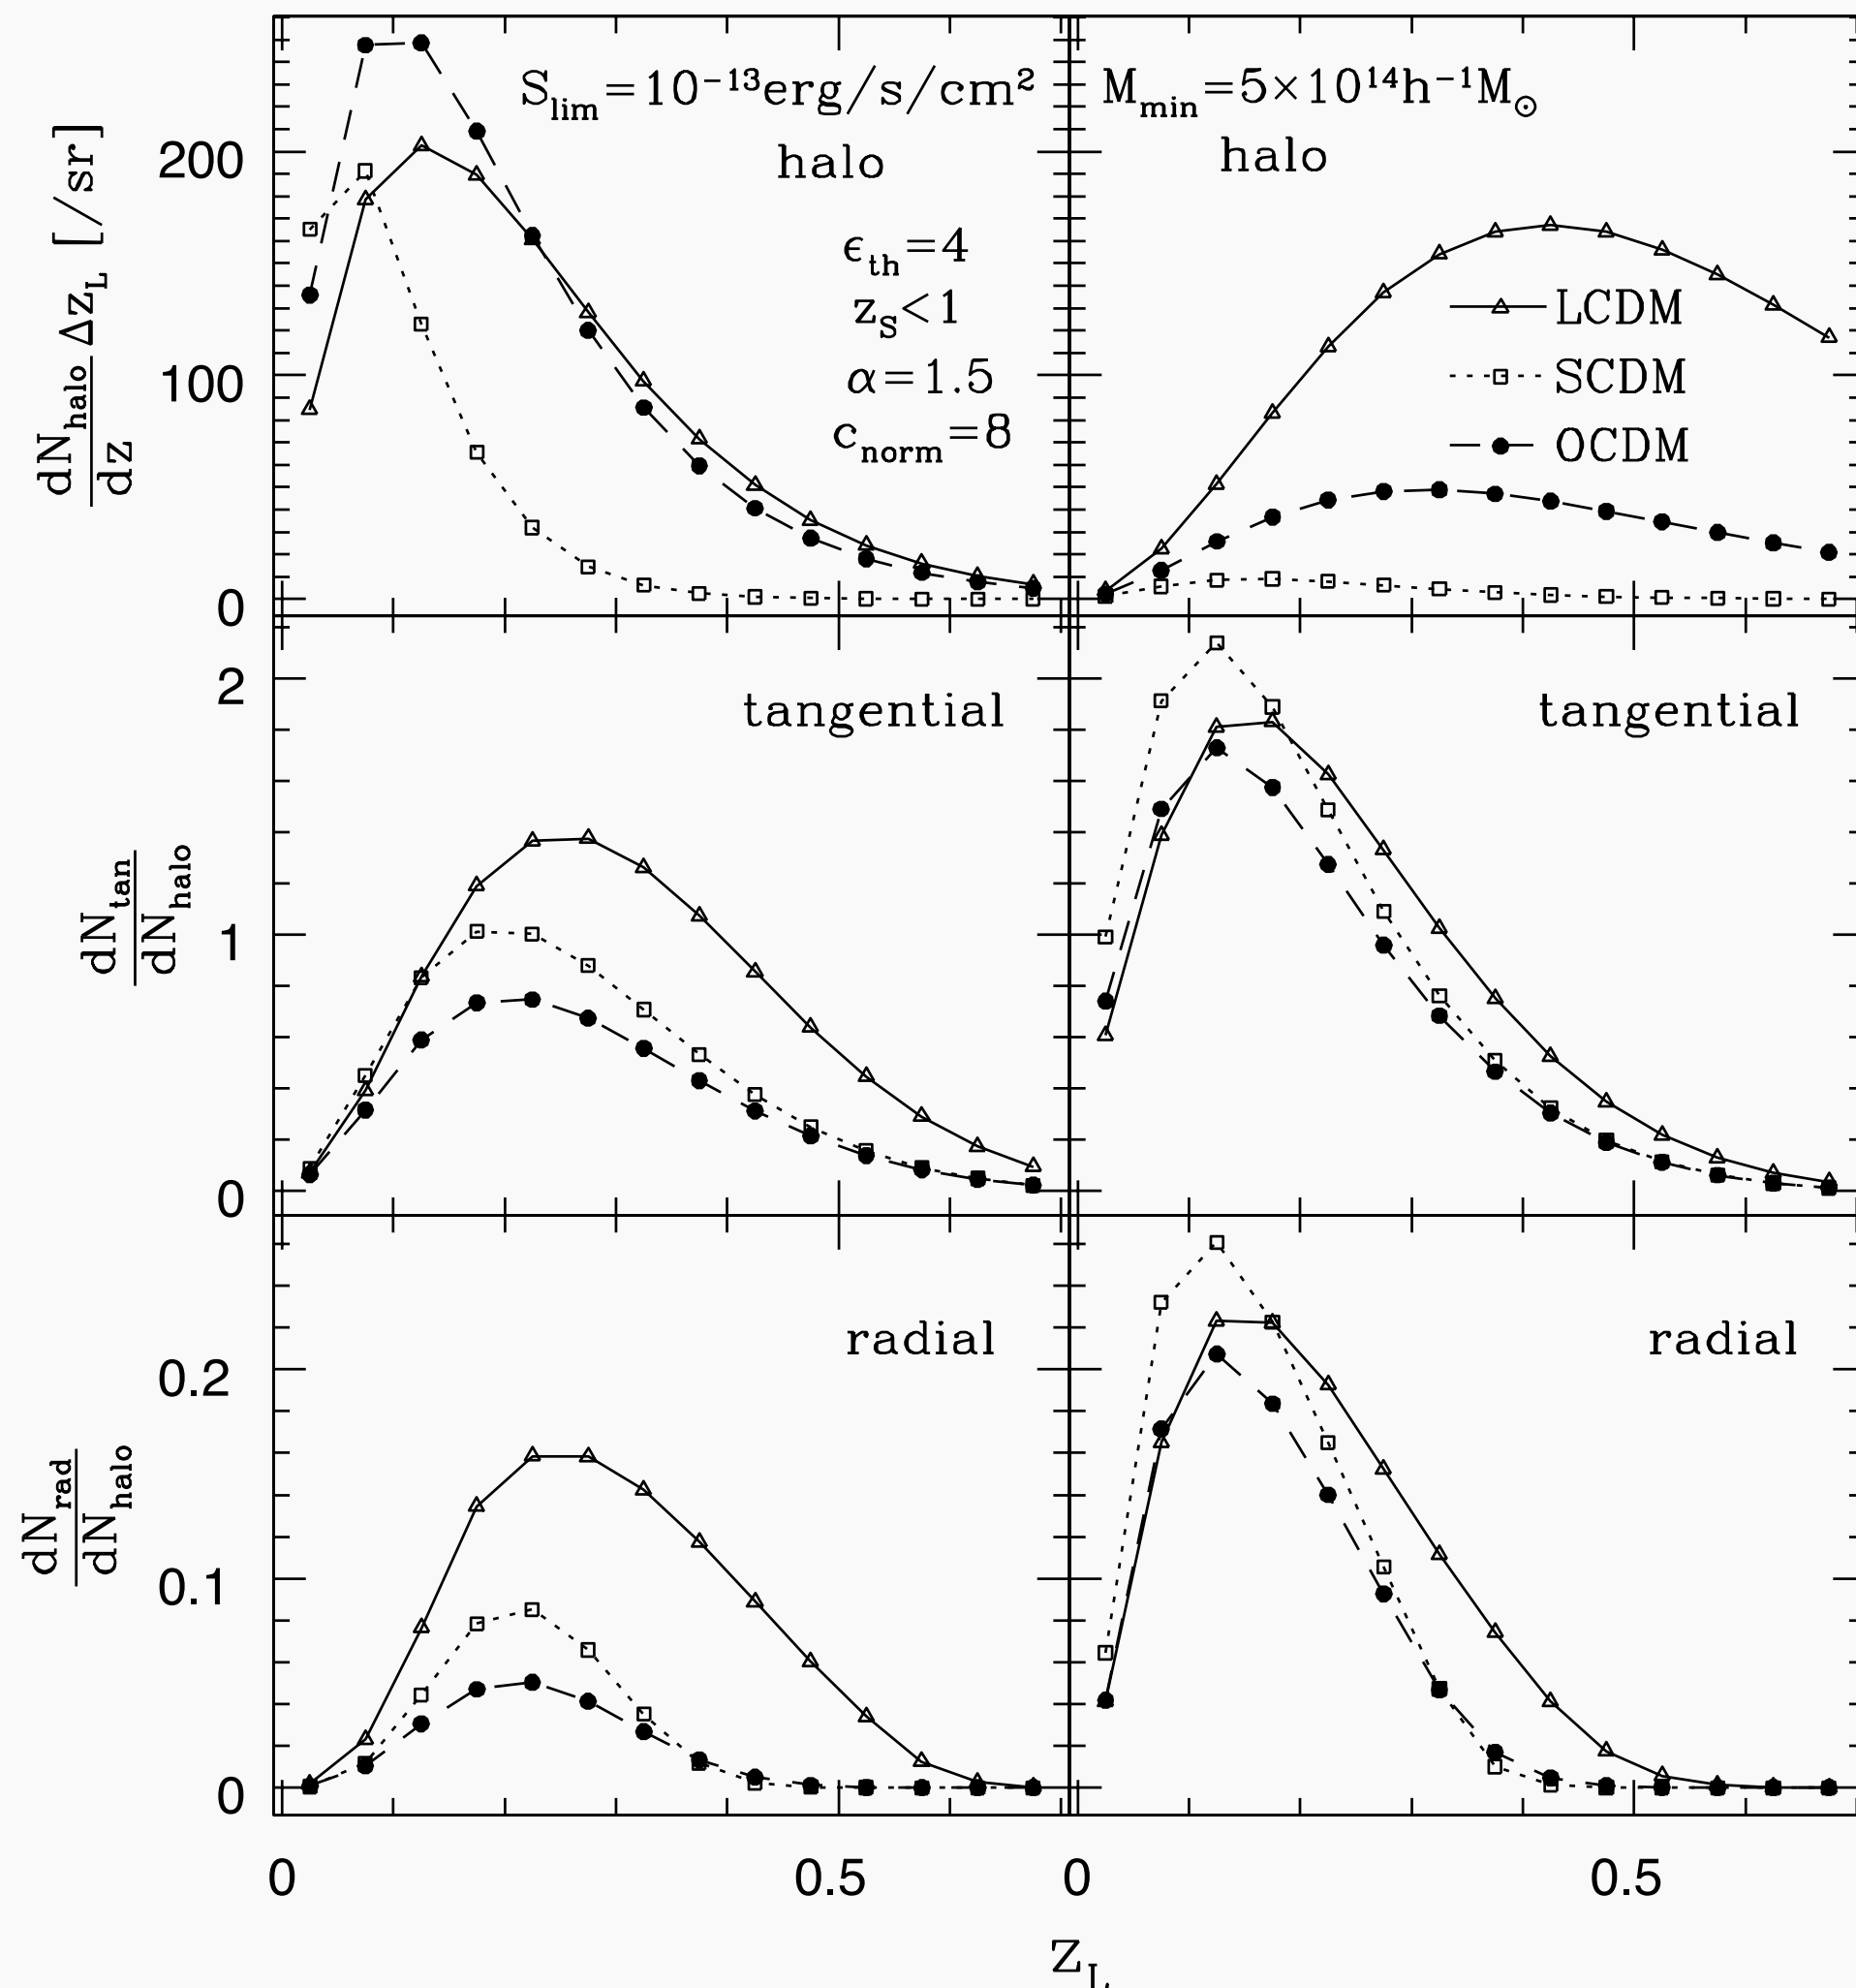 S_lim=10⁻¹³erg/s/cm²
halo
ϵ_th=4
z_S<1
α=1.5
c_norm=8
M_min=5×10¹⁴h⁻¹M_⊙
halo
LCDM
SCDM
OCDM
dN_halo/dz Δz_L [/sr]
200
100
0
tangential
tangential
dN_tan/dN_halo
2
1
0
radial
radial
dN_rad/dN_halo
0.2
0.1
0
0 0.5 0 0.5
z_L